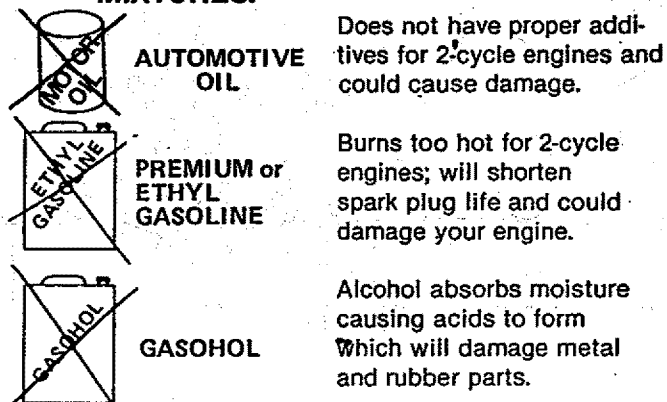 MIXTURES:
MOTOR
OIL
AUTOMOTIVE
OIL
Does not have proper addi-
tives for 2-cycle engines and
could cause damage.
ETHYL
GASOLINE
PREMIUM or
ETHYL
GASOLINE
Burns too hot for 2-cycle
engines; will shorten
spark plug life and could
damage your engine.
GASOHOL
GASOHOL
Alcohol absorbs moisture
causing acids to form
which will damage metal
and rubber parts.